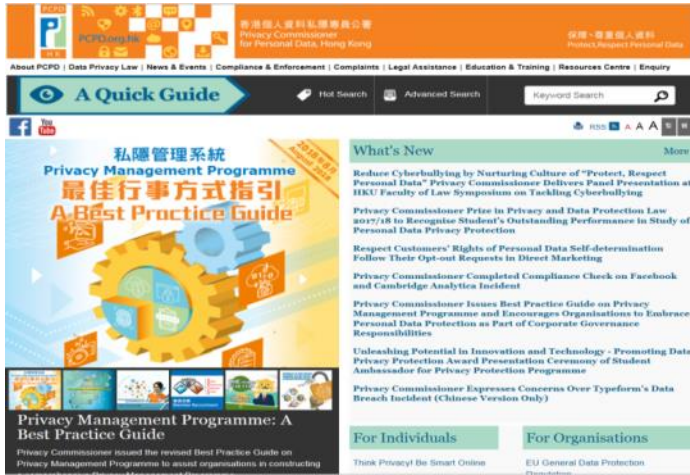 PCPD
PCPD.org.hk
H K
香港個人資料私隱專員公署
Privacy Commissioner
for Personal Data, Hong Kong
保障、尊重個人資料
Protect, Respect Personal Data
About PCPD | Data Privacy Law | News & Events | Compliance & Enforcement | Complaints | Legal Assistance | Education & Training | Resources Centre | Enquiry
A Quick Guide
Hot Search
Advanced Search
Keyword Search
f
You
Tube
RSS
A A A
繁
私隱管理系統
Privacy Management Programme
最佳行事方式指引
A Best Practice Guide
2018年8月
August 2018
What's New
More
Reduce Cyberbullying by Nurturing Culture of "Protect, Respect
Personal Data" Privacy Commissioner Delivers Panel Presentation at
HKU Faculty of Law Symposium on Tackling Cyberbullying
Privacy Commissioner Prize in Privacy and Data Protection Law
2017/18 to Recognise Student's Outstanding Performance in Study of
Personal Data Privacy Protection
Respect Customers' Rights of Personal Data Self-determination
Follow Their Opt-out Requests in Direct Marketing
Privacy Commissioner Completed Compliance Check on Facebook
and Cambridge Analytica Incident
Privacy Commissioner Issues Best Practice Guide on Privacy
Management Programme and Encourages Organisations to Embrace
Personal Data Protection as Part of Corporate Governance
Responsibilities
Unleashing Potential in Innovation and Technology - Promoting Data
Privacy Protection Award Presentation Ceremony of Student
Ambassador for Privacy Protection Programme
Privacy Commissioner Expresses Concerns Over Typeform's Data
Breach Incident (Chinese Version Only)
Privacy Management Programme: A
Best Practice Guide
Privacy Commissioner issued the revised Best Practice Guide on
Privacy Management Programme to assist organisations in constructing
For Individuals
Think Privacy! Be Smart Online
For Organisations
EU General Data Protection